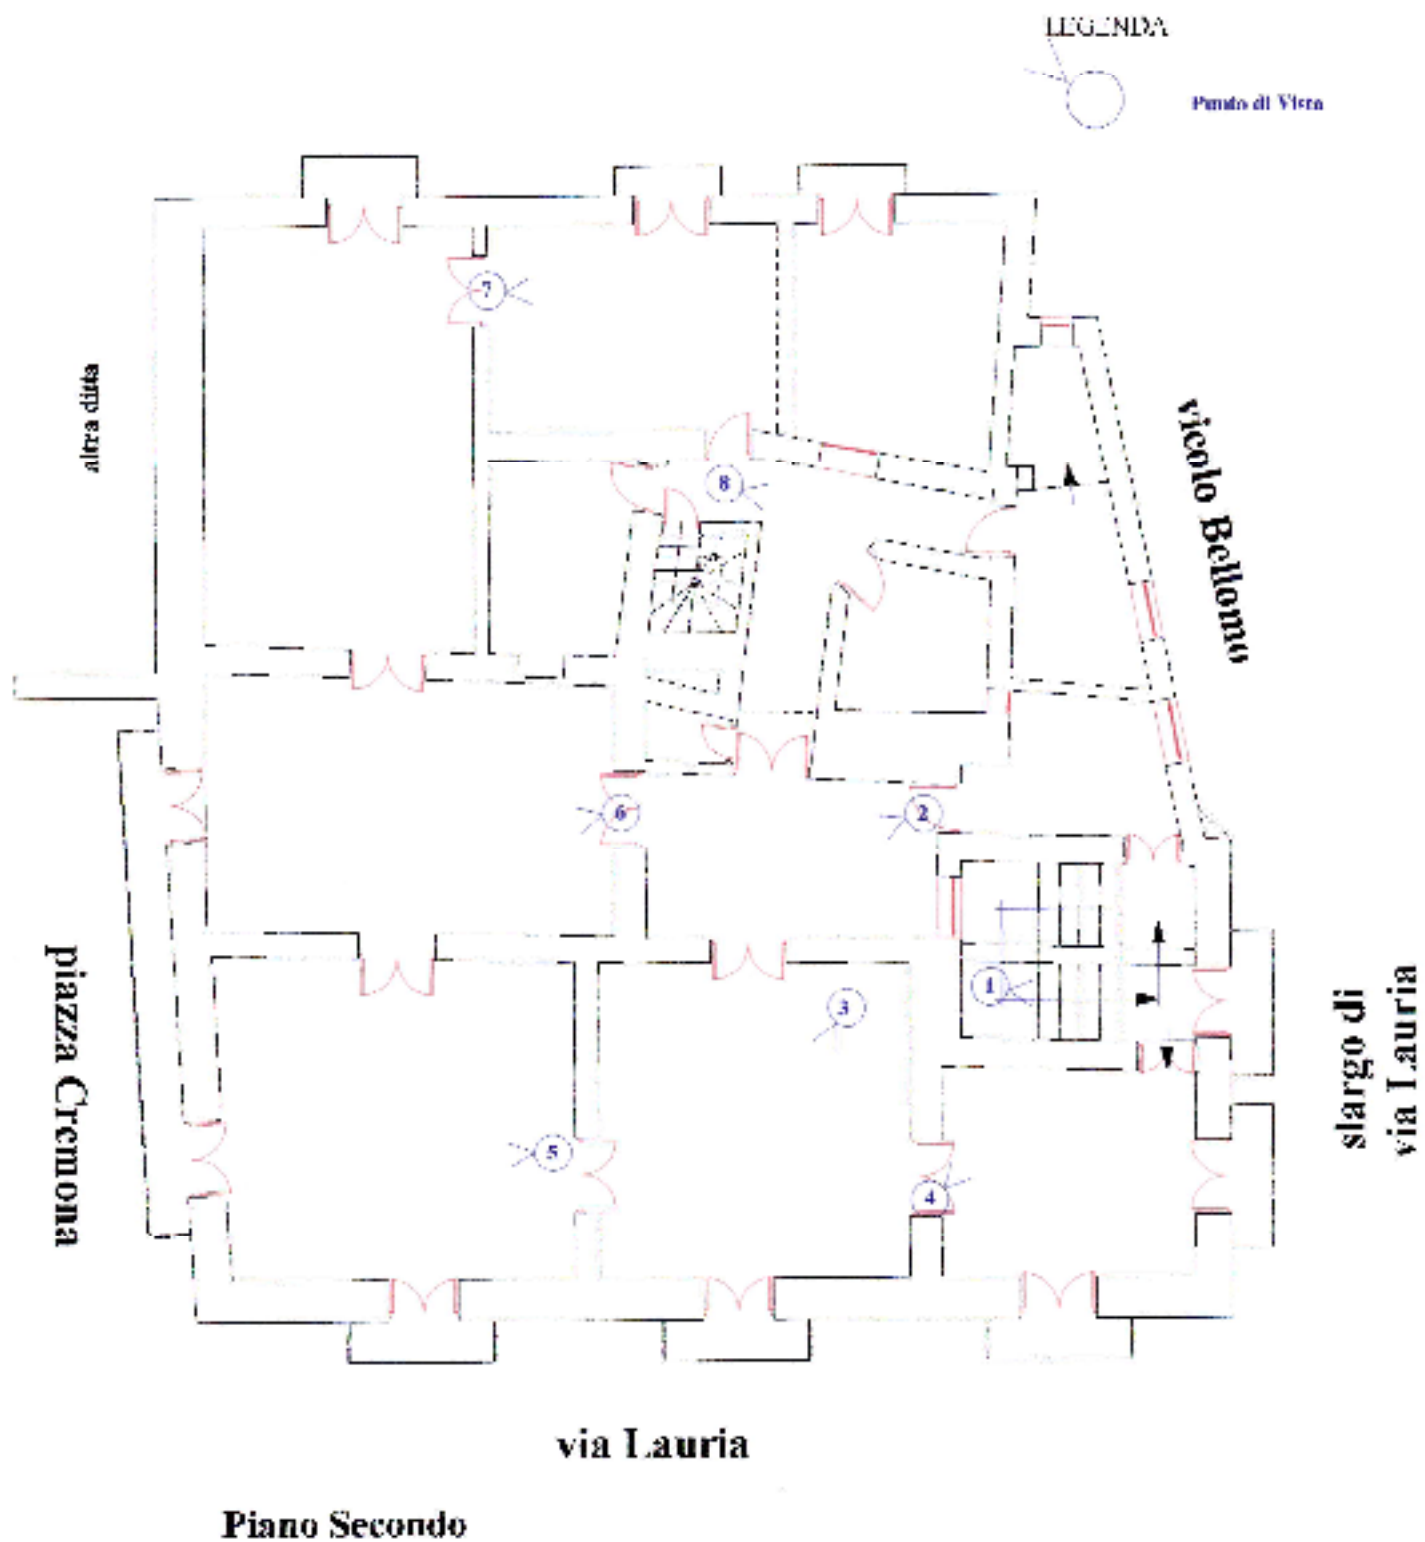 LEGENDA
Punto di Vista
altra ditta
7
8
vicolo Bellomo
6
2
piazza Cremona
1
3
slargo di
via Lauria
5
4
via Lauria
Piano Secondo